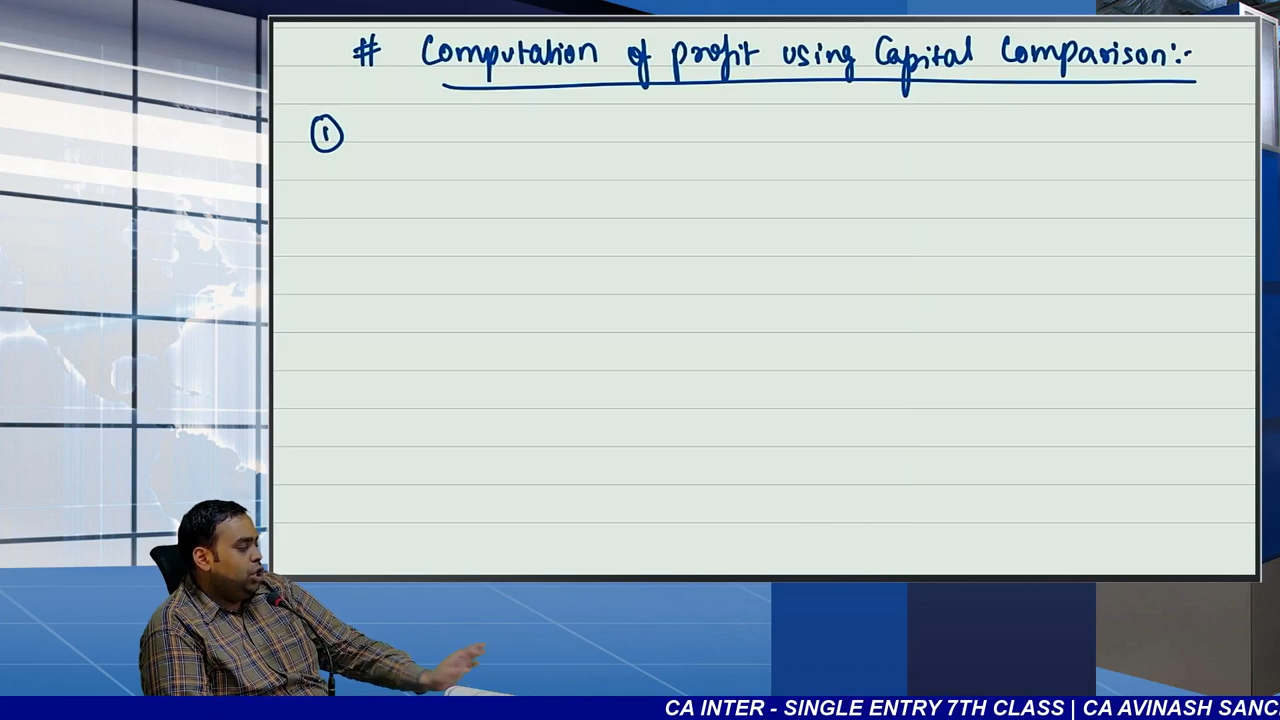 # Computation of profit using Capital Comparison:-
①
CA INTER - SINGLE ENTRY 7TH CLASS | CA AVINASH SANC